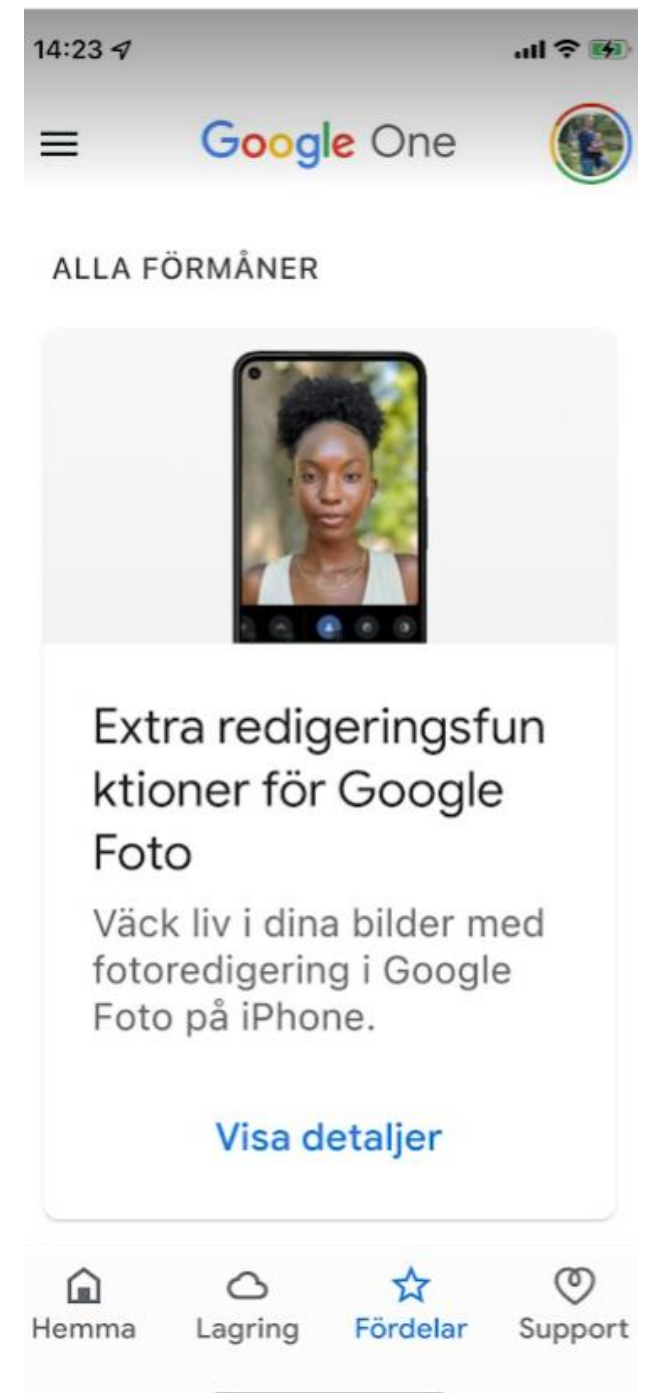 14:23
Google One
ALLA FÖRMÅNER
Extra redigeringsfun
ktioner för Google
Foto
Väck liv i dina bilder med
fotoredigering i Google
Foto på iPhone.
Visa detaljer
Hemma Lagring Fördelar Support